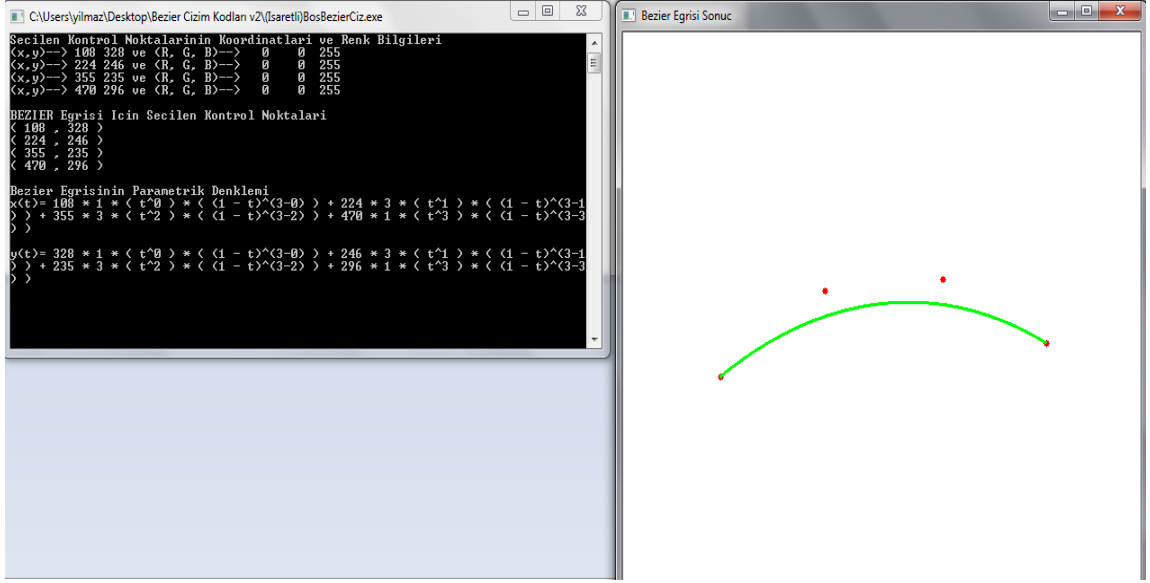 C:\Users\yilmaz\Desktop\Bezier Cizim Kodları v2\(Isaretli)BosBezierCiz.exe
Secilen Kontrol Noktalarinin Koordinatlari ve Renk Bilgileri
(x,y)--> 108 328 ve (R, G, B)--> 0 0 255
(x,y)--> 224 246 ve (R, G, B)--> 0 0 255
(x,y)--> 355 235 ve (R, G, B)--> 0 0 255
(x,y)--> 470 296 ve (R, G, B)--> 0 0 255
BEZIER Egrisi Icin Secilen Kontrol Noktalari
( 108 , 328 )
( 224 , 246 )
( 355 , 235 )
( 470 , 296 )
Bezier Egrisinin Parametrik Denklemi
x(t)= 108 * 1 * ( t^0 ) * ( (1 - t)^(3-0) ) + 224 * 3 * ( t^1 ) * ( (1 - t)^(3-1
) ) + 355 * 3 * ( t^2 ) * ( (1 - t)^(3-2) ) + 470 * 1 * ( t^3 ) * ( (1 - t)^(3-3
) )
y(t)= 328 * 1 * ( t^0 ) * ( (1 - t)^(3-0) ) + 246 * 3 * ( t^1 ) * ( (1 - t)^(3-1
) ) + 235 * 3 * ( t^2 ) * ( (1 - t)^(3-2) ) + 296 * 1 * ( t^3 ) * ( (1 - t)^(3-3
) )
Bezier Egrisi Sonuc